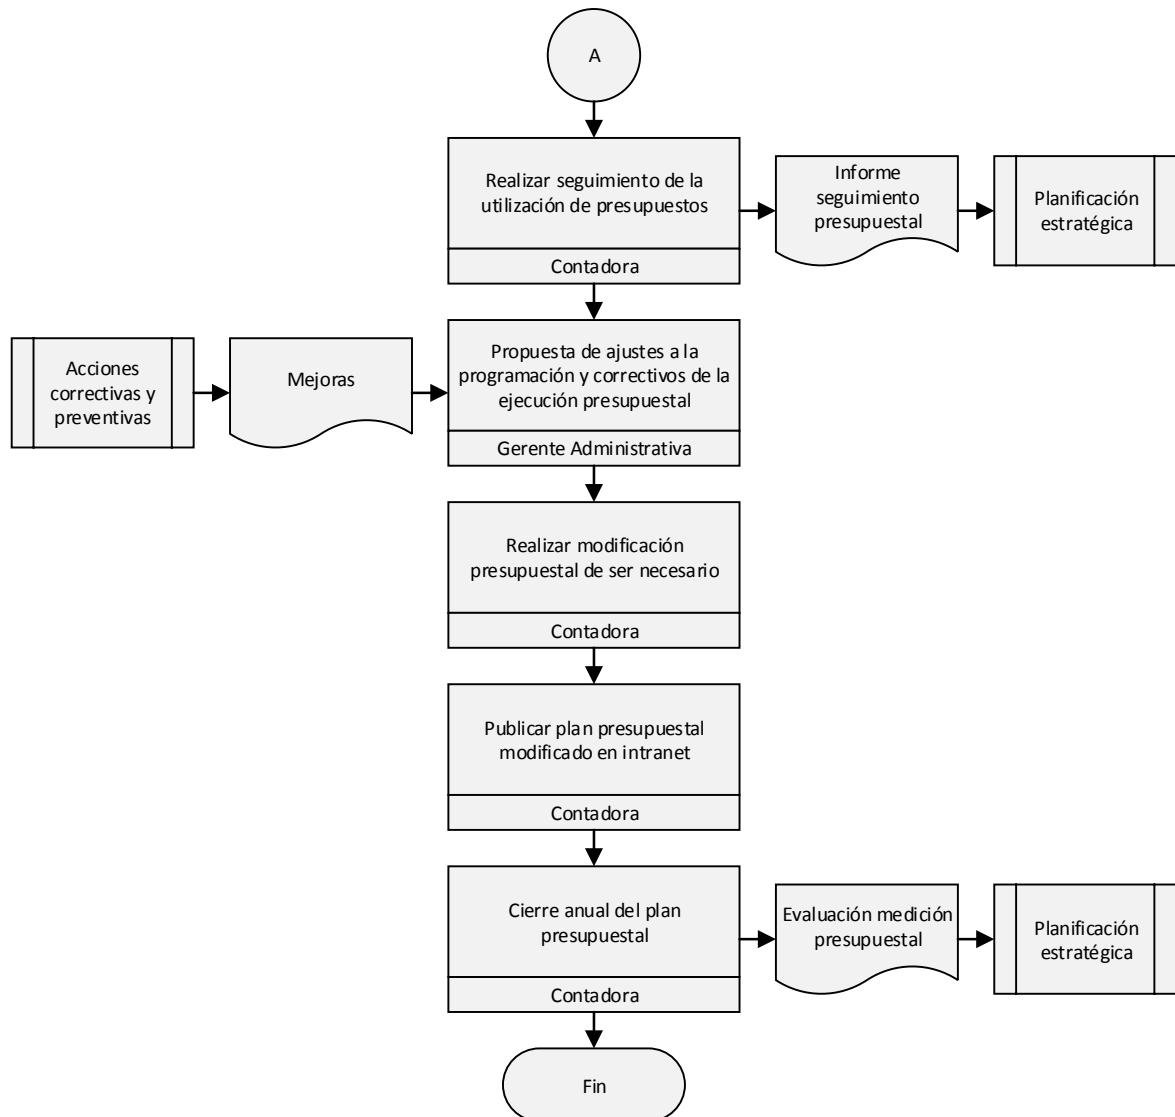 A
Realizar seguimiento de la
utilización de presupuestos
Contadora
Informe
seguimiento
presupuestal
Planificación
estratégica
Acciones
correctivas y
preventivas
Mejoras
Propuesta de ajustes a la
programación y correctivos de la
ejecución presupuestal
Gerente Administrativa
Realizar modificación
presupuestal de ser necesario
Contadora
Publicar plan presupuestal
modificado en intranet
Contadora
Cierre anual del plan
presupuestal
Contadora
Evaluación medición
presupuestal
Planificación
estratégica
Fin